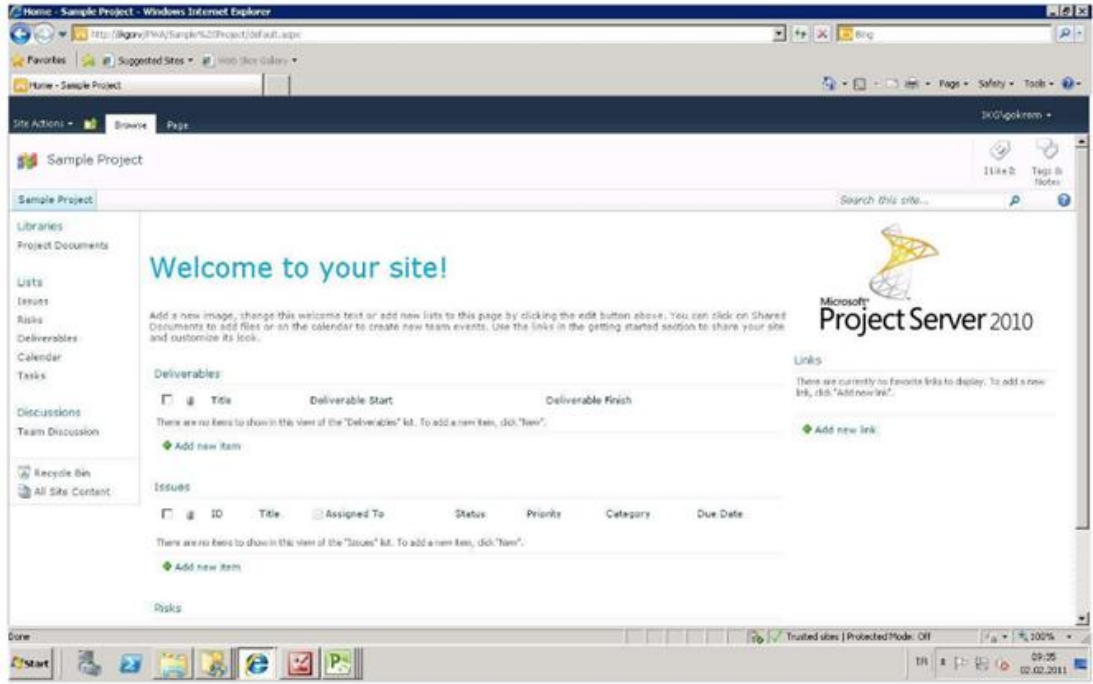 Home - Sample Project - Windows Internet Explorer
Bing
Favorites Suggested Sites Web Slice Gallery
Home - Sample Project
Page Safety Tools
Site Actions Browse Page
Sample Project
I Like It Tags & Notes
Sample Project
Search this site...
Libraries
Project Documents
Lists
Issues
Risks
Deliverables
Calendar
Tasks
Discussions
Team Discussion
Recycle Bin
All Site Content
Welcome to your site!
Add a new image, change this welcome text or add new lists to this page by clicking the edit button above. You can click on Shared
Documents to add files or on the calendar to create new team events. Use the links in the getting started section to share your site
and customize its look.
Deliverables
Title Deliverable Start Deliverable Finish
There are no items to show in this view of the "Deliverables" list. To add a new item, click "New".
Add new item
Issues
ID Title Assigned To Status Priority Category Due Date
There are no items to show in this view of the "Issues" list. To add a new item, click "New".
Add new item
Risks
Microsoft
Project Server 2010
Links
There are currently no favorite links to display. To add a new
link, click "Add new link".
Add new link
Done
Trusted sites | Protected Mode: Off
100%
Start
TR
09:35
02.02.2011